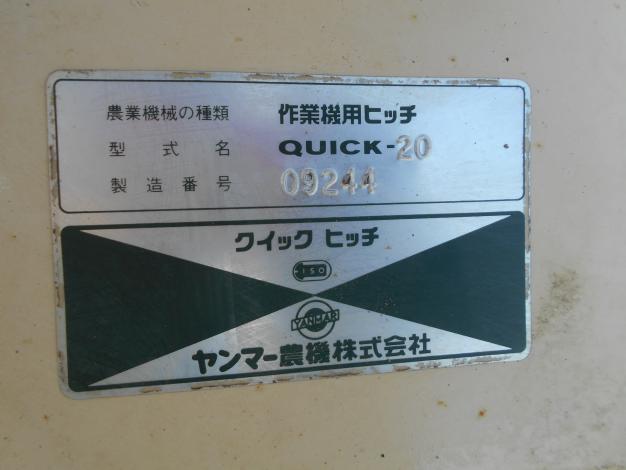 農業機械の種類 作業機用ヒッチ
型式名 QUICK-20
製造番号 09244
クイック ヒッチ
ISO
YANMAR
ヤンマー農機株式会社